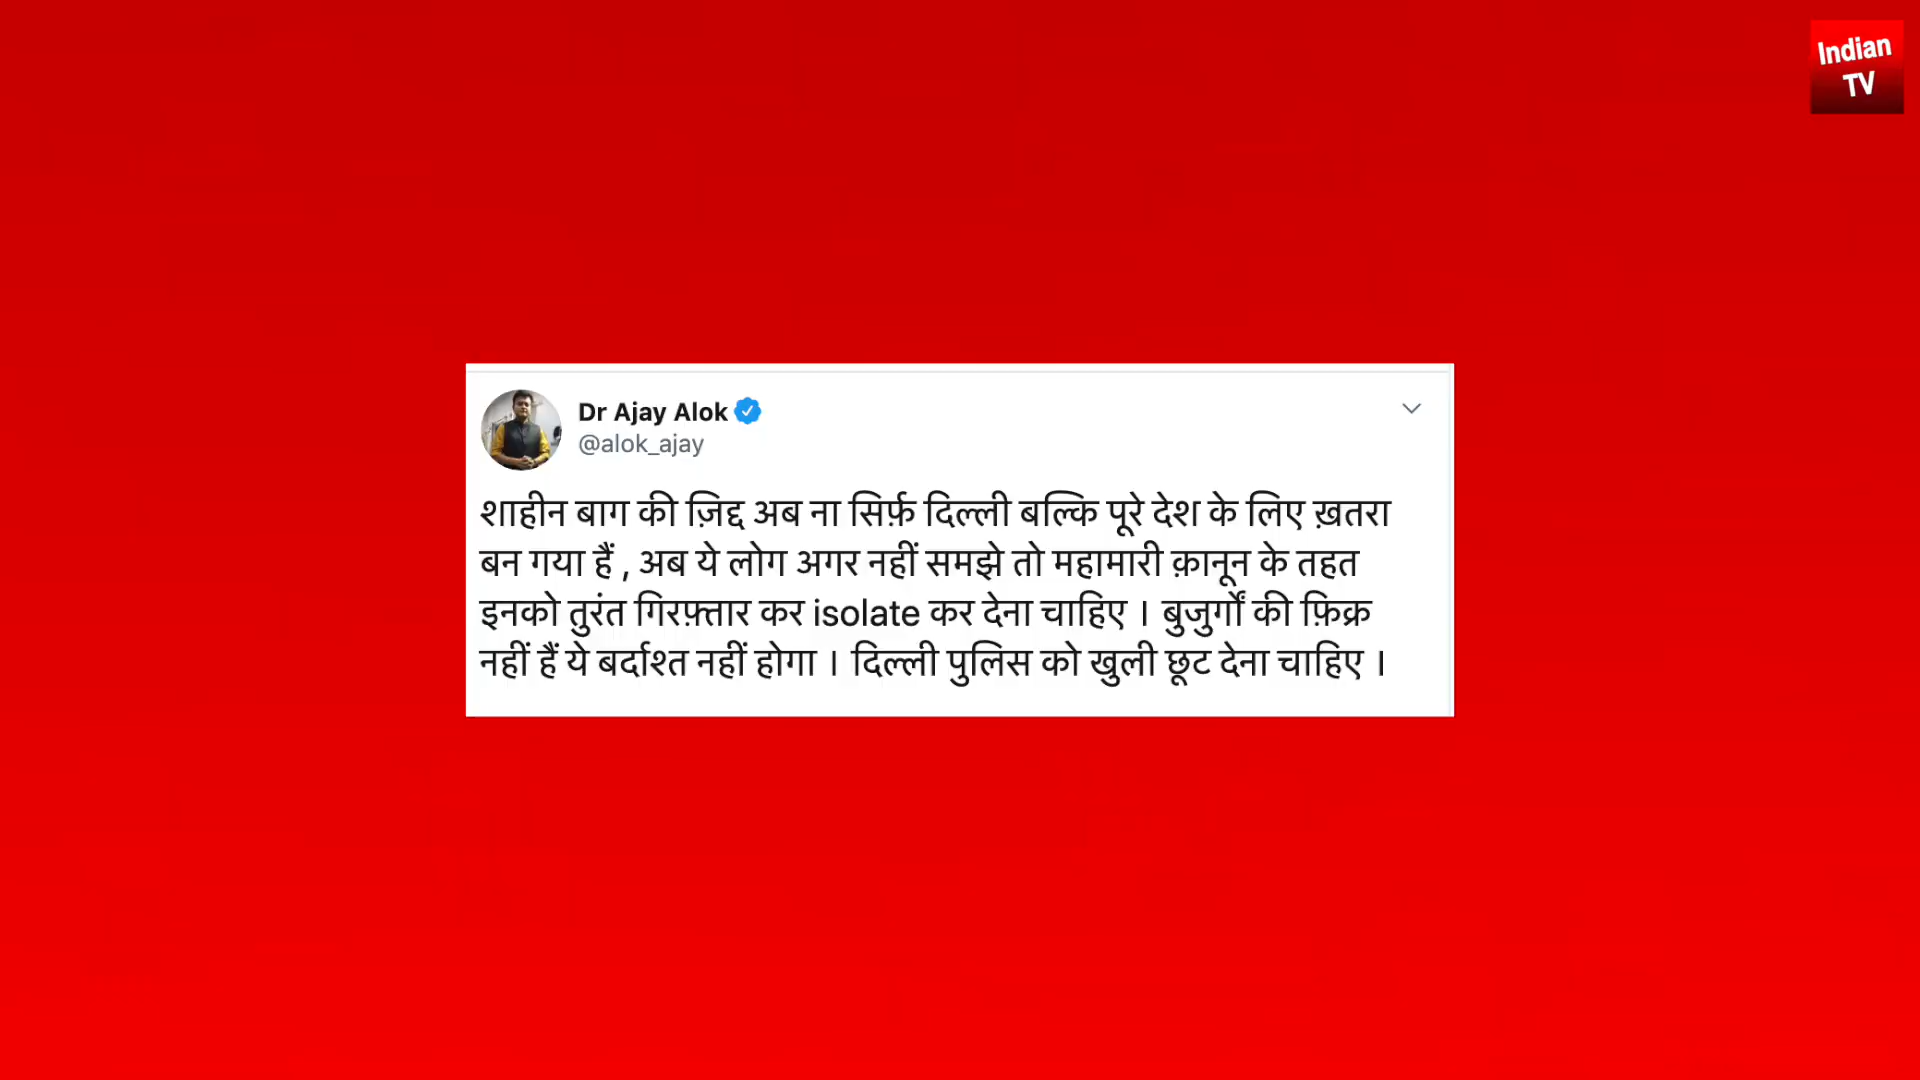 Indian
TV
Dr Ajay Alok
@alok_ajay
शाहीन बाग की ज़िद्द अब ना सिर्फ़ दिल्ली बल्कि पूरे देश के लिए ख़तरा
बन गया हैं , अब ये लोग अगर नहीं समझे तो महामारी क़ानून के तहत
इनको तुरंत गिरफ़्तार कर isolate कर देना चाहिए । बुजुर्गों की फ़िक्र
नहीं हैं ये बर्दाश्त नहीं होगा । दिल्ली पुलिस को खुली छूट देना चाहिए ।